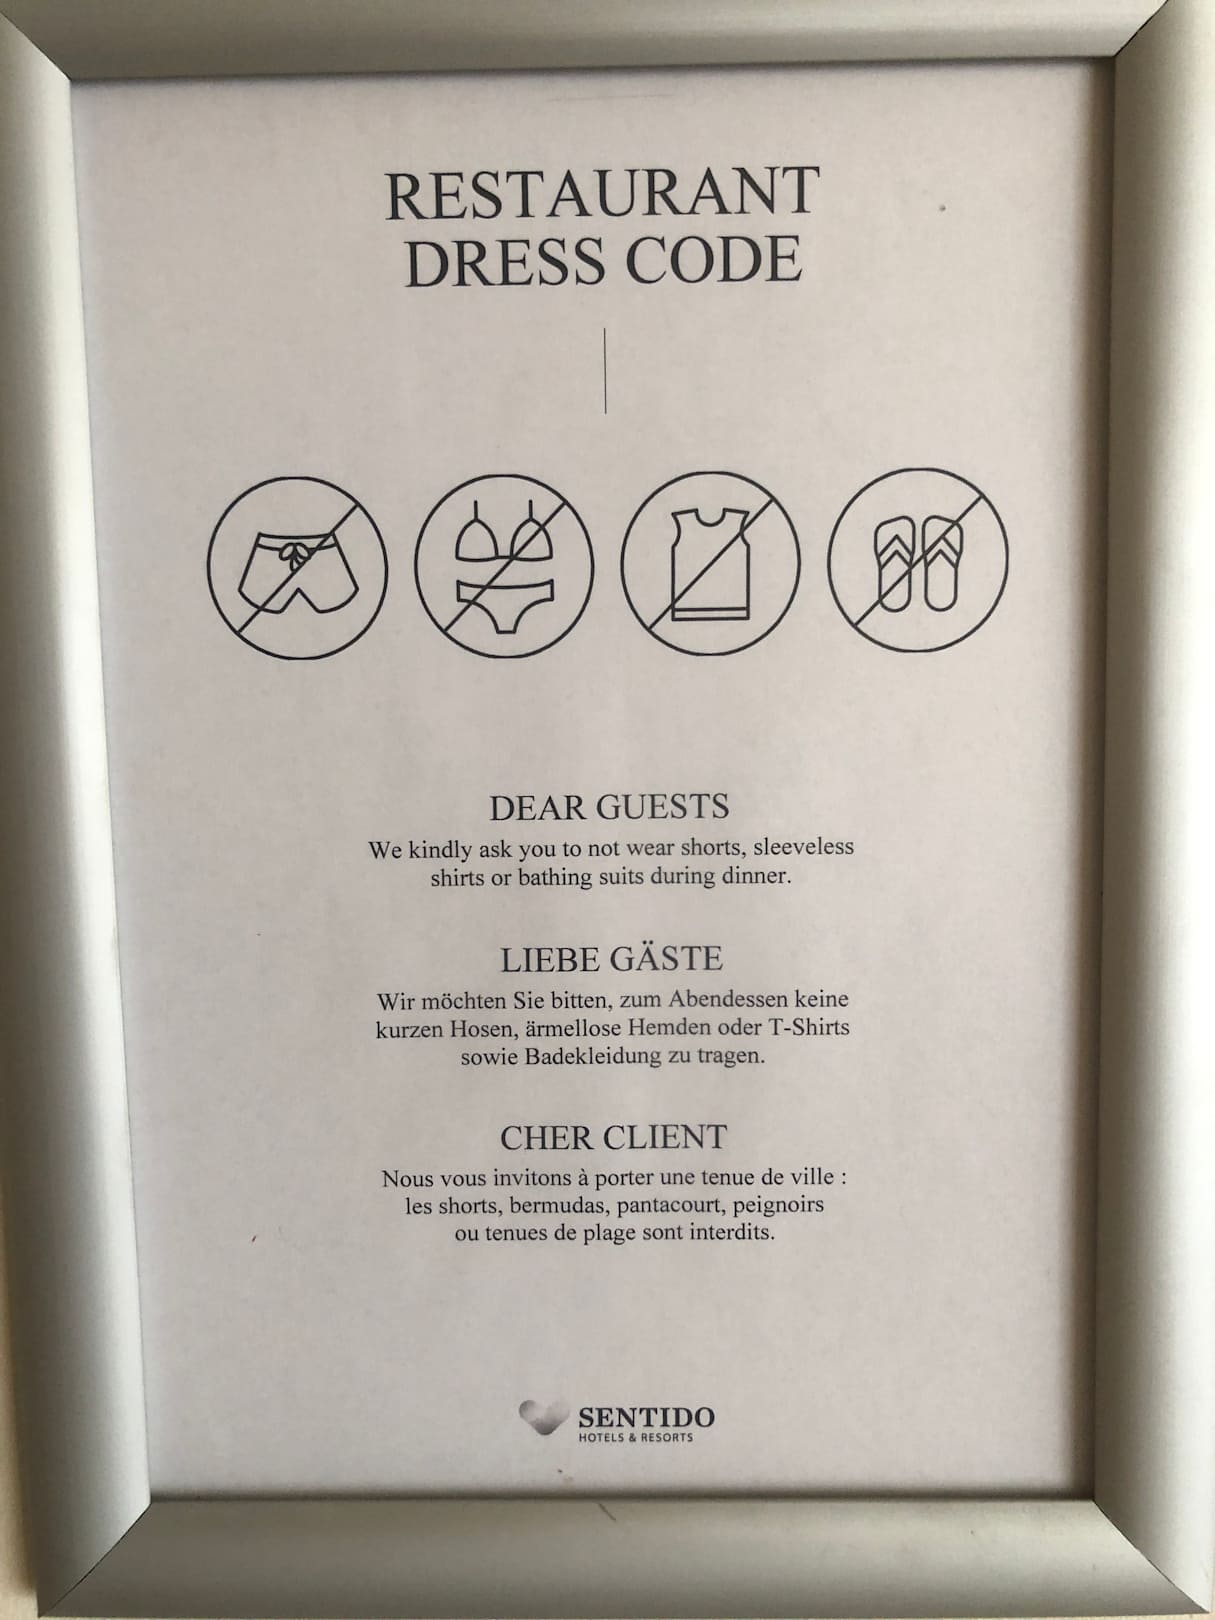 RESTAURANT
DRESS CODE
DEAR GUESTS
We kindly ask you to not wear shorts, sleeveless
shirts or bathing suits during dinner.
LIEBE GÄSTE
Wir möchten Sie bitten, zum Abendessen keine
kurzen Hosen, ärmellose Hemden oder T-Shirts
sowie Badekleidung zu tragen.
CHER CLIENT
Nous vous invitons à porter une tenue de ville :
les shorts, bermudas, pantacourt, peignoirs
ou tenues de plage sont interdits.
SENTIDO
HOTELS & RESORTS